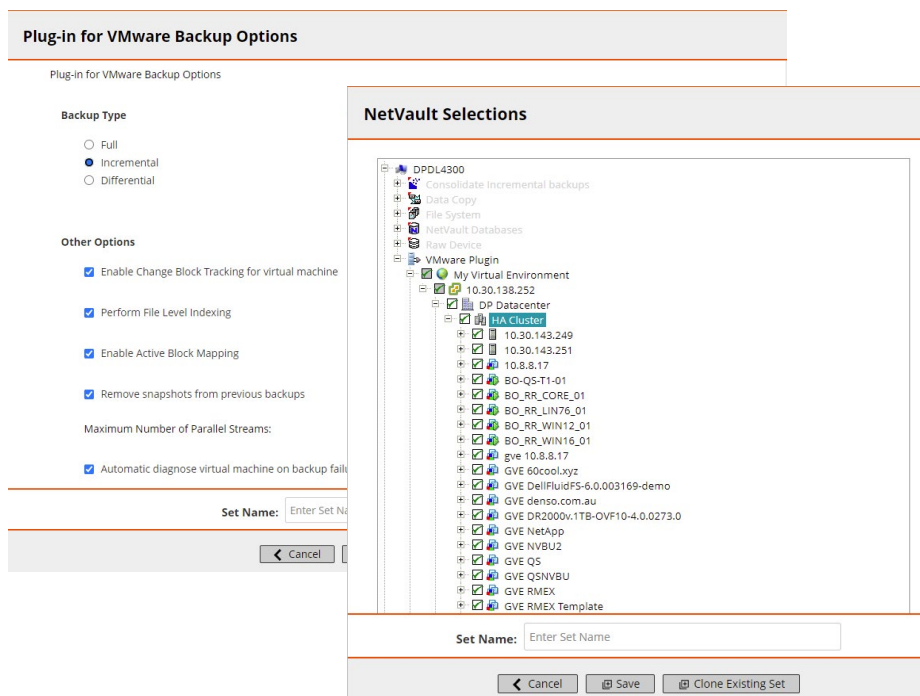 Plug-in for VMware Backup Options
Plug-in for VMware Backup Options
Backup Type
Full
Incremental
Differential
Other Options
Enable Change Block Tracking for virtual machine
Perform File Level Indexing
Enable Active Block Mapping
Remove snapshots from previous backups
Maximum Number of Parallel Streams:
Automatic diagnose virtual machine on backup
Set Name: Enter Set
Cancel
NetVault Selections
DPDL4300
Consolidate Incremental backups
Data Copy
File System
NetVault Databases
Raw Device
VMware Plugin
My Virtual Environment
10.30.138.252
DP Datacenter
HA Cluster
10.30.143.249
10.30.143.251
10.8.8.17
BO-QS-T1-01
BO_RR_CORE_01
BO_RR_LIN76_01
BO_RR_WIN12_01
BO_RR_WIN16_01
gve 10.8.8.17
GVE 60cool.xyz
GVE DellFluidFS-6.0.003169-demo
GVE denso.com.au
GVE DR2000v.1TB-OVF10-4.0.0273.0
GVE NetApp
GVE NVBU2
GVE QS
GVE QSNVBU
GVE RMEX
GVE RMEX Template
Set Name: Enter Set Name
Cancel Save Clone Existing Set